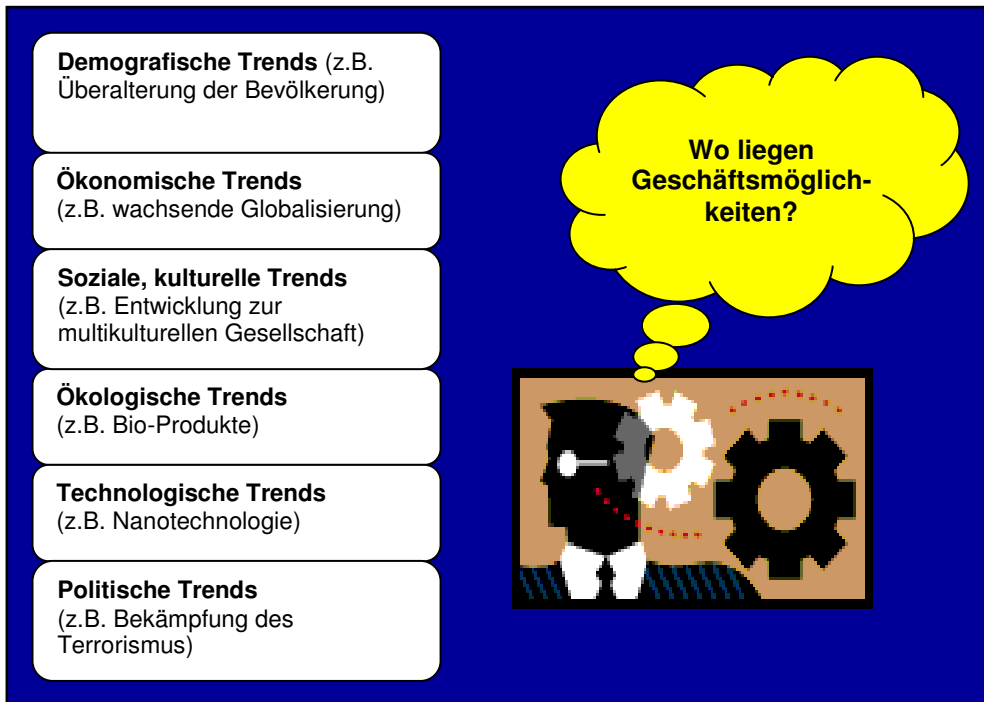 Demografische Trends (z.B.
Überalterung der Bevölkerung)
Ökonomische Trends
(z.B. wachsende Globalisierung)
Soziale, kulturelle Trends
(z.B. Entwicklung zur
multikulturellen Gesellschaft)
Ökologische Trends
(z.B. Bio-Produkte)
Technologische Trends
(z.B. Nanotechnologie)
Politische Trends
(z.B. Bekämpfung des
Terrorismus)
Wo liegen
Geschäftsmöglich-
keiten?